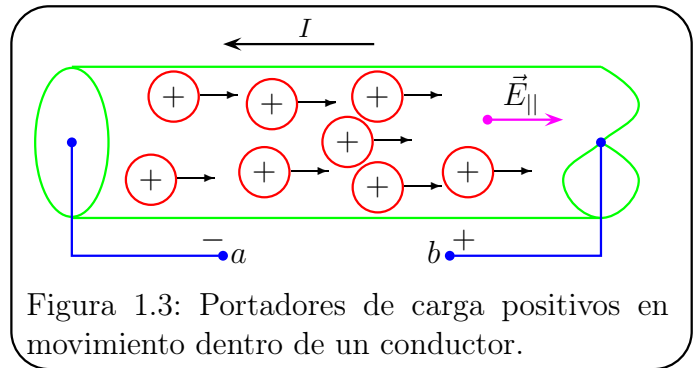 I
+ + +
E⃗||
+
+ + + +
− a b +
Figura 1.3: Portadores de carga positivos en
movimiento dentro de un conductor.